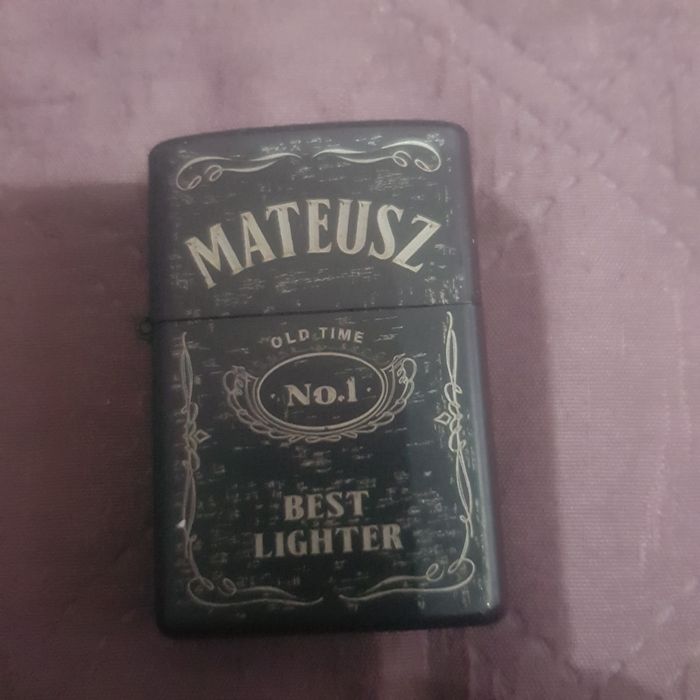 MATEUSZ
OLD TIME
No.1
BEST
LIGHTER